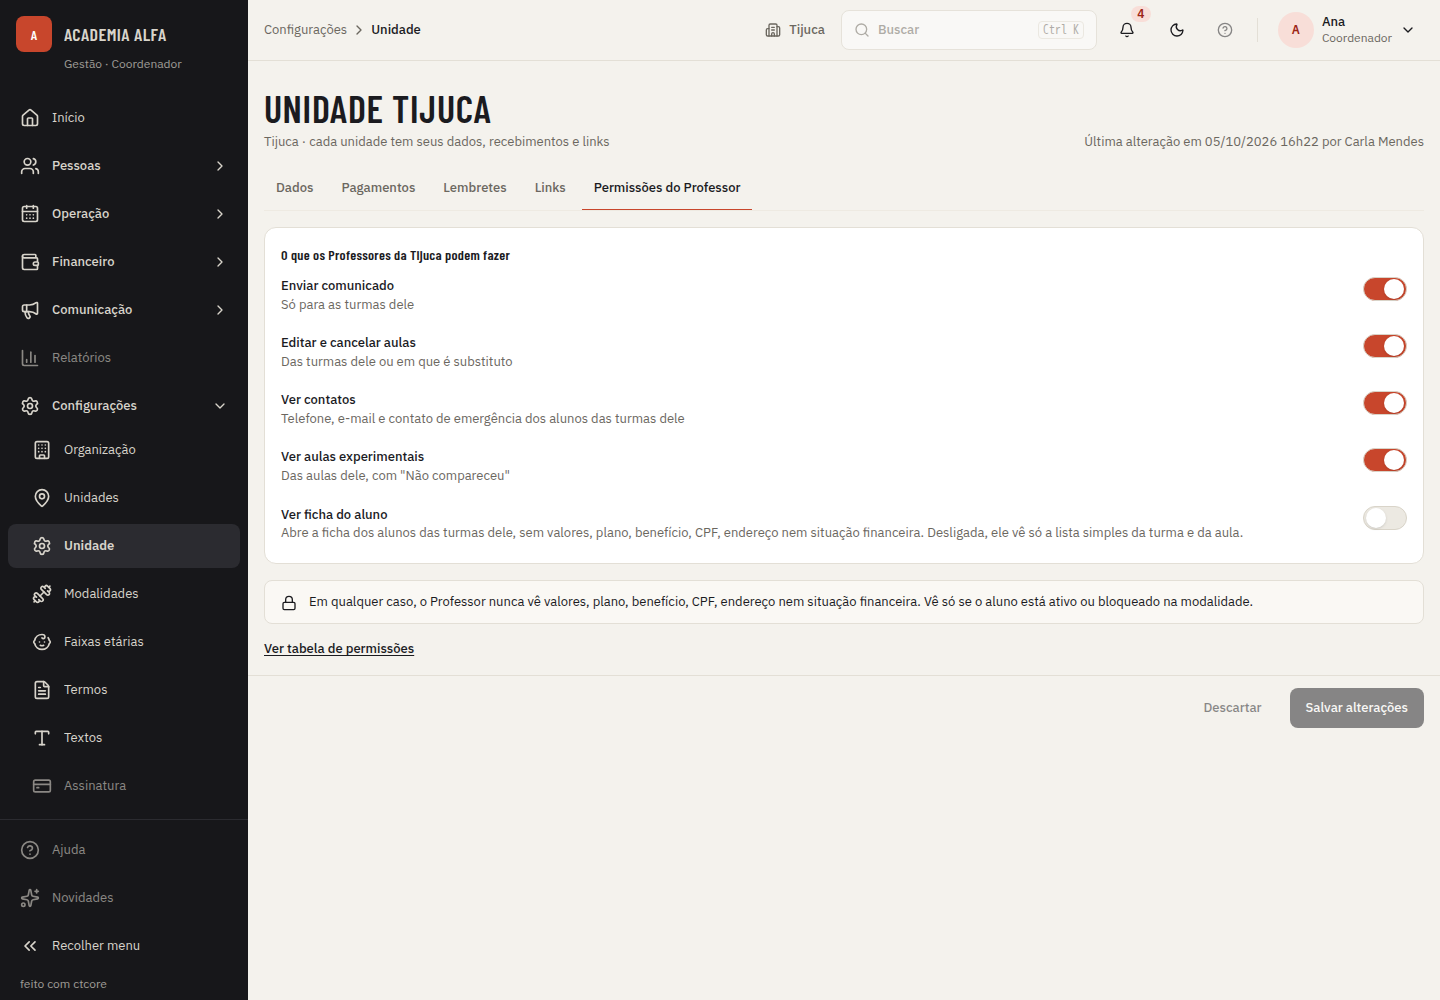 A
ACADEMIA ALFA
Gestão · Coordenador
Início
Pessoas
Operação
Financeiro
Comunicação
Relatórios
Configurações
Organização
Unidades
Unidade
Modalidades
Faixas etárias
Termos
Textos
Assinatura
Ajuda
Novidades
Recolher menu
feito com ctcore
Configurações > Unidade
Tijuca
Buscar
Ctrl K
4
A
Ana
Coordenador
UNIDADE TIJUCA
Tijuca · cada unidade tem seus dados, recebimentos e links
Última alteração em 05/10/2026 16h22 por Carla Mendes
Dados
Pagamentos
Lembretes
Links
Permissões do Professor
O que os Professores da Tijuca podem fazer
Enviar comunicado
Só para as turmas dele
Editar e cancelar aulas
Das turmas dele ou em que é substituto
Ver contatos
Telefone, e-mail e contato de emergência dos alunos das turmas dele
Ver aulas experimentais
Das aulas dele, com "Não compareceu"
Ver ficha do aluno
Abre a ficha dos alunos das turmas dele, sem valores, plano, benefício, CPF, endereço nem situação financeira. Desligada, ele vê só a lista simples da turma e da aula.
Em qualquer caso, o Professor nunca vê valores, plano, benefício, CPF, endereço nem situação financeira. Vê só se o aluno está ativo ou bloqueado na modalidade.
Ver tabela de permissões
Descartar
Salvar alterações